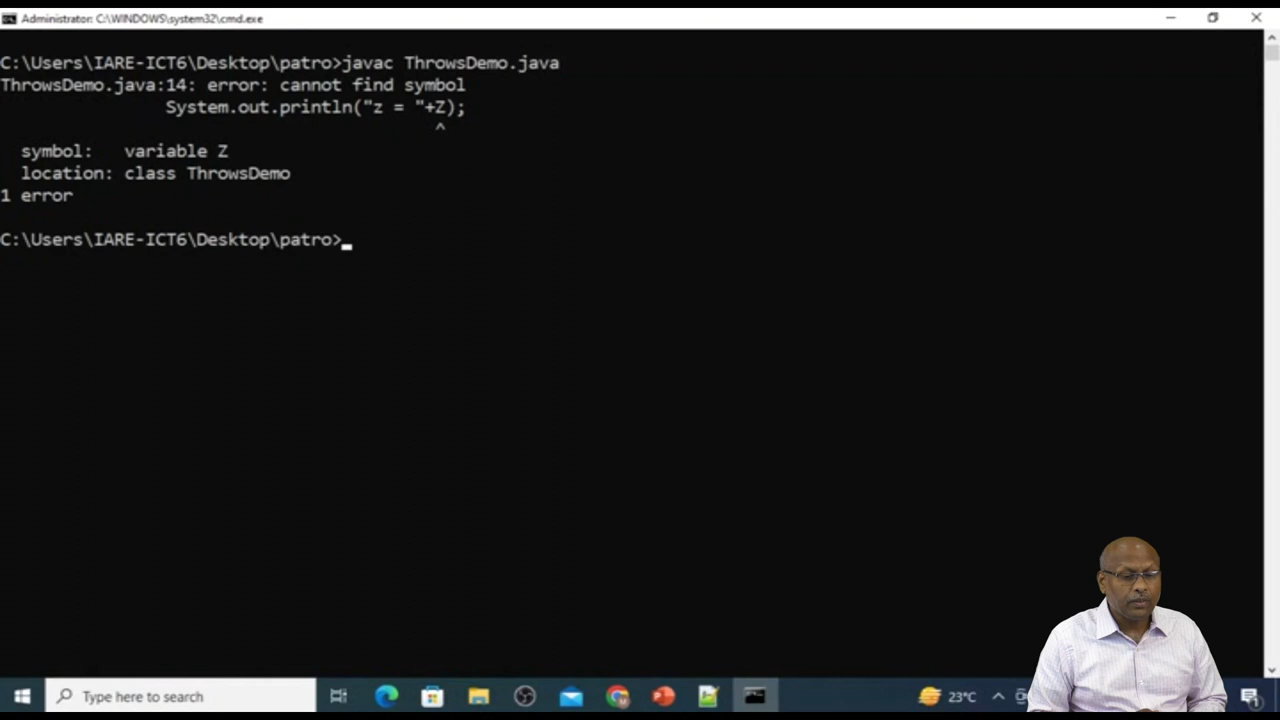 Administrator: C:\WINDOWS\system32\cmd.exe
C:\Users\IARE-ICT6\Desktop\patro>javac ThrowsDemo.java
ThrowsDemo.java:14: error: cannot find symbol
System.out.println("z = "+Z);
^
symbol: variable Z
location: class ThrowsDemo
1 error
C:\Users\IARE-ICT6\Desktop\patro>
Type here to search
23°C